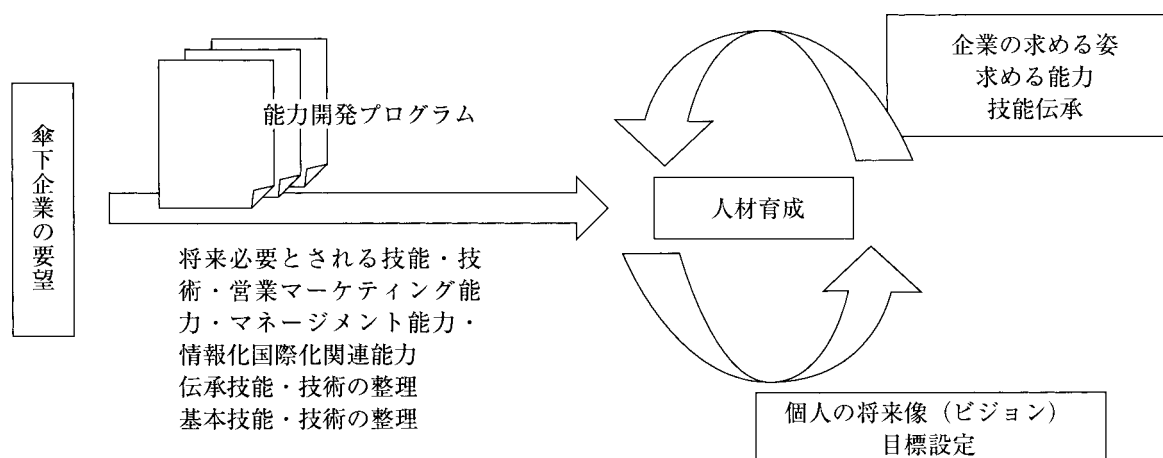 傘下企業の要望
能力開発プログラム
将来必要とされる技能・技
術・営業マーケティング能
力・マネージメント能力・
情報化国際化関連能力
伝承技能・技術の整理
基本技能・技術の整理
人材育成
企業の求める姿
求める能力
技能伝承
個人の将来像（ビジョン）
目標設定